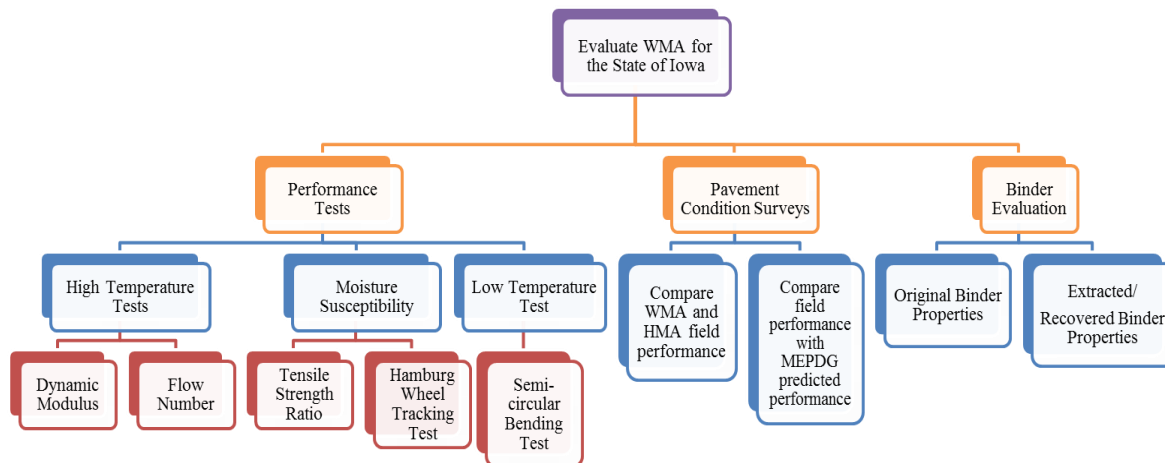 Evaluate WMA for
the State of Iowa
Performance
Tests
Pavement
Condition Surveys
Binder
Evaluation
High Temperature
Tests
Moisture
Susceptibility
Low Temperature
Test
Compare WMA and
HMA field
performance
Compare field
performance
with MEPDG
predicted
performance
Original Binder
Properties
Extracted/
Recovered Binder
Properties
Dynamic
Modulus
Flow
Number
Tensile
Strength
Ratio
Hamburg
Wheel
Tracking
Test
Semi-
circular
Bending
Test